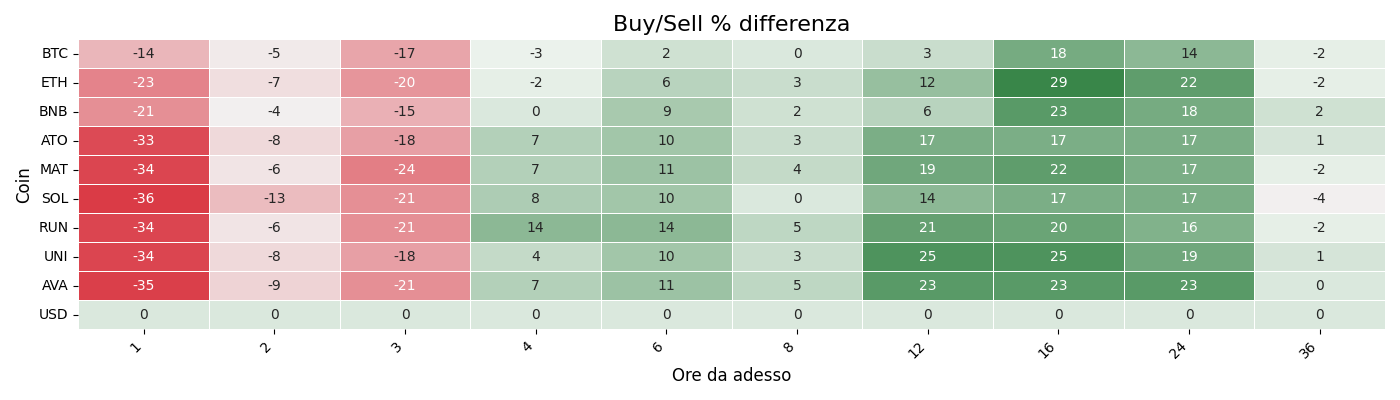 Buy/Sell % differenza
Coin
BTC -14 -5 -17 -3 2 0 3 18 14 -2
ETH -23 -7 -20 -2 6 3 12 29 22 -2
BNB -21 -4 -15 0 9 2 6 23 18 2
ATO -33 -8 -18 7 10 3 17 17 17 1
MAT -34 -6 -24 7 11 4 19 22 17 -2
SOL -36 -13 -21 8 10 0 14 17 17 -4
RUN -34 -6 -21 14 14 5 21 20 16 -2
UNI -34 -8 -18 4 10 3 25 25 19 1
AVA -35 -9 -21 7 11 5 23 23 23 0
USD 0 0 0 0 0 0 0 0 0 0
1 2 3 4 6 8 12 16 24 36
Ore da adesso